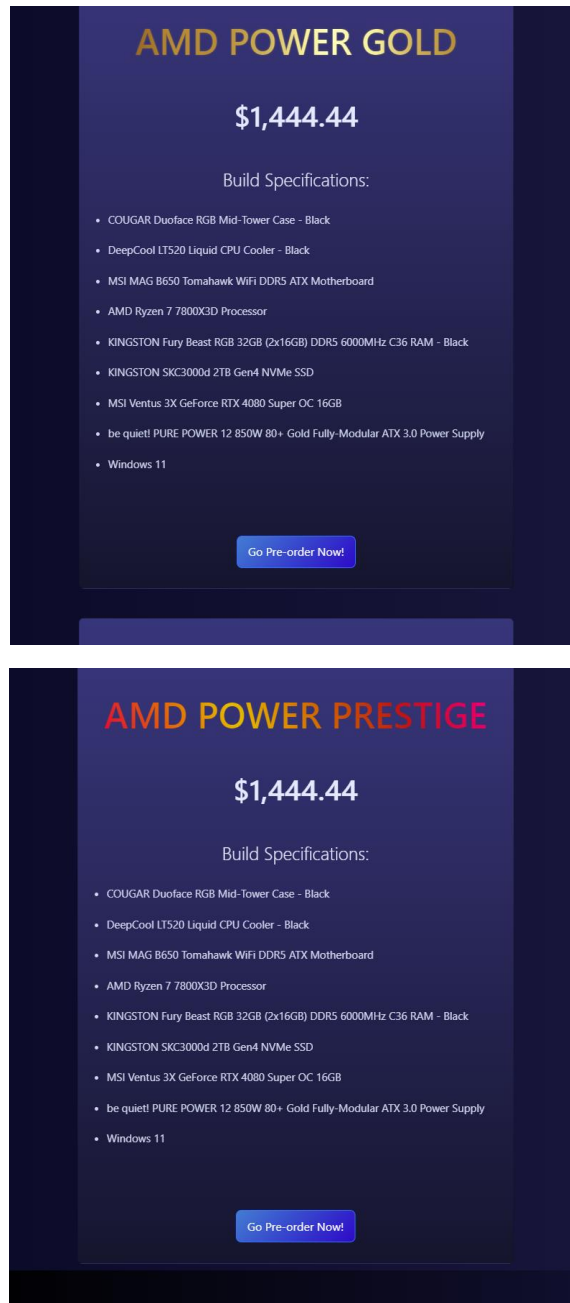 AMD POWER GOLD
$1,444.44
Build Specifications:
• COUGAR Duoface RGB Mid-Tower Case - Black
• DeepCool LT520 Liquid CPU Cooler - Black
• MSI MAG B650 Tomahawk WiFi DDR5 ATX Motherboard
• AMD Ryzen 7 7800X3D Processor
• KINGSTON Fury Beast RGB 32GB (2x16GB) DDR5 6000MHz C36 RAM - Black
• KINGSTON SKC3000d 2TB Gen4 NVMe SSD
• MSI Ventus 3X GeForce RTX 4080 Super OC 16GB
• be quiet! PURE POWER 12 850W 80+ Gold Fully-Modular ATX 3.0 Power Supply
• Windows 11
Go Pre-order Now!
AMD POWER PRESTIGE
$1,444.44
Build Specifications:
• COUGAR Duoface RGB Mid-Tower Case - Black
• DeepCool LT520 Liquid CPU Cooler - Black
• MSI MAG B650 Tomahawk WiFi DDR5 ATX Motherboard
• AMD Ryzen 7 7800X3D Processor
• KINGSTON Fury Beast RGB 32GB (2x16GB) DDR5 6000MHz C36 RAM - Black
• KINGSTON SKC3000d 2TB Gen4 NVMe SSD
• MSI Ventus 3X GeForce RTX 4080 Super OC 16GB
• be quiet! PURE POWER 12 850W 80+ Gold Fully-Modular ATX 3.0 Power Supply
• Windows 11
Go Pre-order Now!